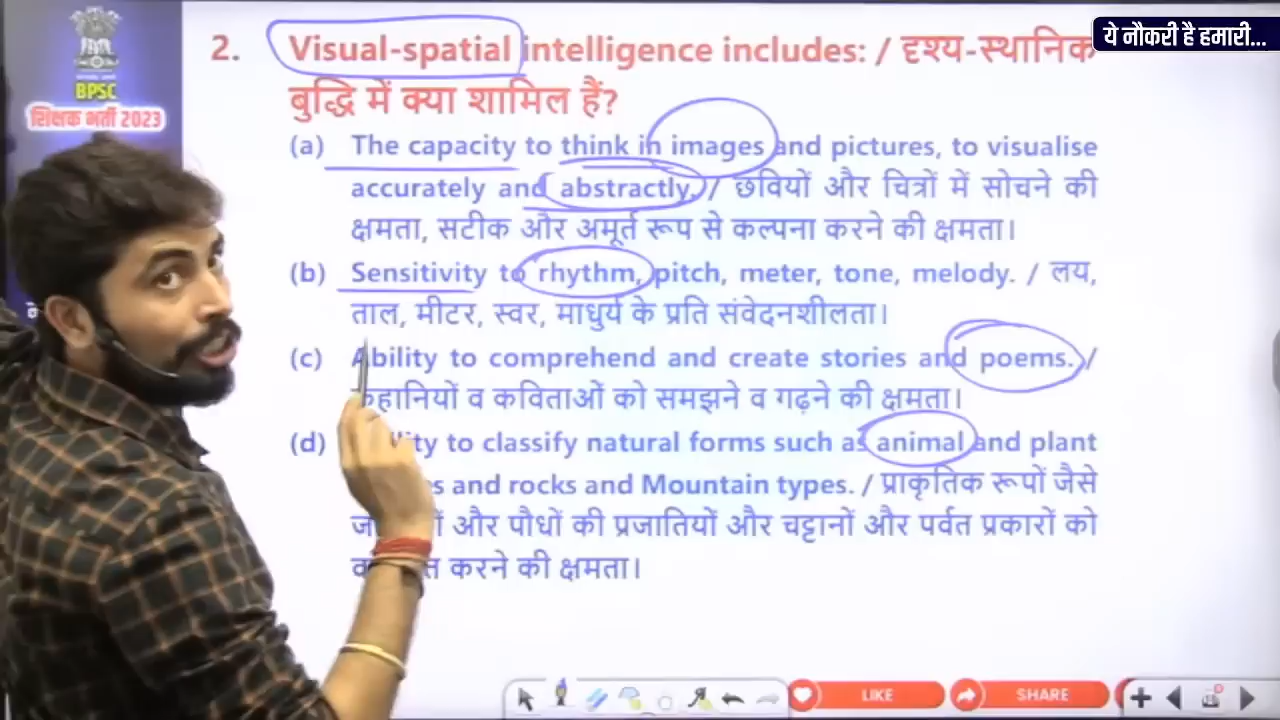 ये नौकरी है हमारी...
BPSC
शिक्षक भर्ती 2023
2. Visual-spatial intelligence includes: / दृश्य-स्थानिक
बुद्धि में क्या शामिल हैं?
(a) The capacity to think in images and pictures, to visualise
accurately and abstractly. / छवियों और चित्रों में सोचने की
क्षमता, सटीक और अमूर्त रूप से कल्पना करने की क्षमता।
(b) Sensitivity to rhythm, pitch, meter, tone, melody. / लय,
ताल, मीटर, स्वर, माधुर्य के प्रति संवेदनशीलता।
(c) Ability to comprehend and create stories and poems. /
कहानियों व कविताओं को समझने व गढ़ने की क्षमता।
(d) to classify natural forms such as animal and plant
and rocks and Mountain types. / प्राकृतिक रूपों जैसे
और पौधों की प्रजातियों और चट्टानों और पर्वत प्रकारों को
करने की क्षमता।
LIKE
SHARE